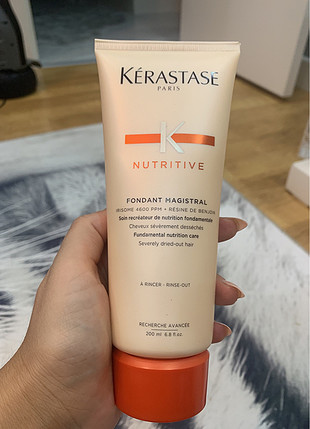 KÉRASTASE
PARIS
K
NUTRITIVE
FONDANT MAGISTRAL
IRISOME 4600 PPM + RÉSINE DE BENJOIN
Soin recréateur de nutrition fondamentale
Cheveux sévèrement desséchés
Fundamental nutrition care
Severely dried-out hair
À RINCER - RINSE-OUT
RECHERCHE AVANCÉE
200 ml 6.8 fl.oz.